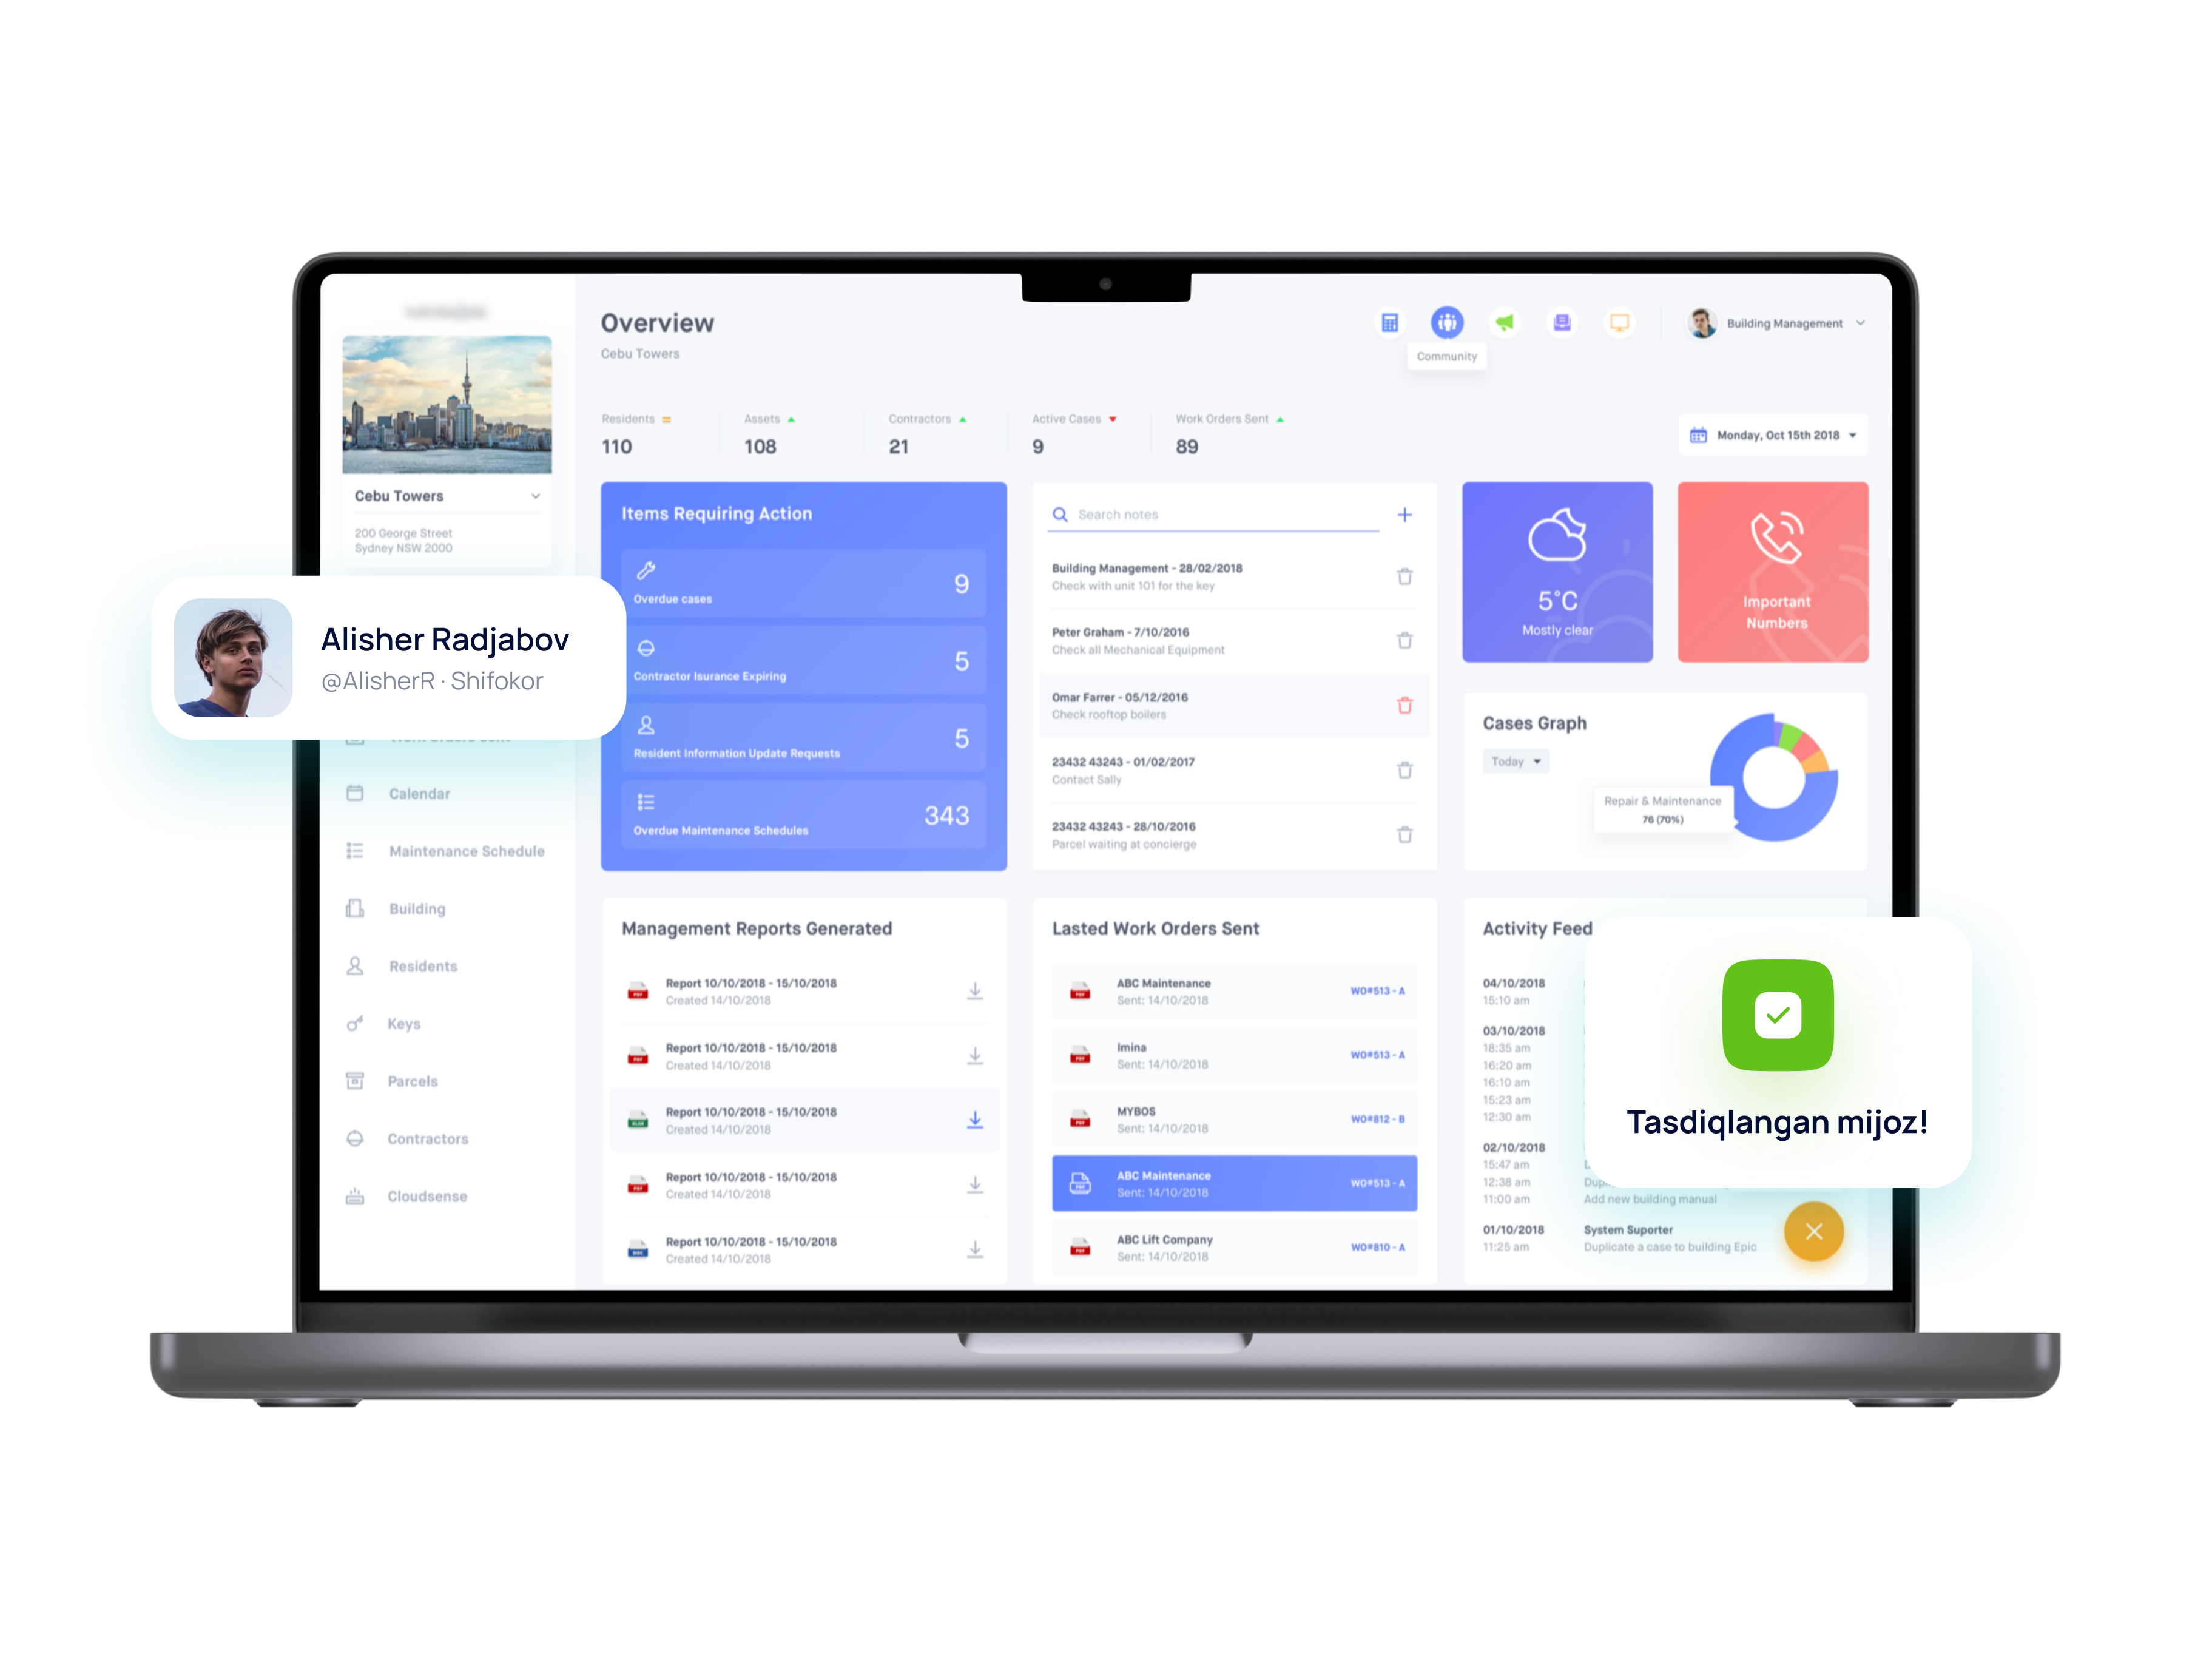 Overview
Cebu Towers
Community
Building Management
Residents
110
Assets
108
Contractors
21
Active Cases
9
Work Orders Sent
89
Monday, Oct 15th 2018
Cebu Towers
200 George Street
Sydney NSW 2000
Alisher Radjabov
@AlisherR · Shifokor
Work Orders Sent
Calendar
Maintenance Schedule
Building
Residents
Keys
Parcels
Contractors
Cloudsense
Items Requiring Action
Overdue cases
9
Contractor Isurance Expiring
5
Resident Information Update Requests
5
Overdue Maintenance Schedules
343
Search notes
Building Management - 28/02/2018
Check with unit 101 for the key
Peter Graham - 7/10/2016
Check all Mechanical Equipment
Omar Farrer - 05/12/2016
Check rooftop boilers
23432 43243 - 01/02/2017
Contact Sally
23432 43243 - 28/10/2016
Parcel waiting at concierge
5°C
Mostly clear
Important
Numbers
Cases Graph
Today
Repair & Maintenance
76 (70%)
Management Reports Generated
PDF
Report 10/10/2018 - 15/10/2018
Created 14/10/2018
PDF
Report 10/10/2018 - 15/10/2018
Created 14/10/2018
XLSX
Report 10/10/2018 - 15/10/2018
Created 14/10/2018
PDF
Report 10/10/2018 - 15/10/2018
Created 14/10/2018
DOC
Report 10/10/2018 - 15/10/2018
Created 14/10/2018
Lasted Work Orders Sent
PDF
ABC Maintenance
Sent: 14/10/2018
WO#513 - A
PDF
Imina
Sent: 14/10/2018
WO#513 - A
PDF
MYBOS
Sent: 14/10/2018
WO#812 - B
PDF
ABC Maintenance
Sent: 14/10/2018
WO#513 - A
PDF
ABC Lift Company
Sent: 14/10/2018
WO#810 - A
Activity Feed
04/10/2018
15:10 am
03/10/2018
18:35 am
16:20 am
16:10 am
15:23 am
12:30 am
02/10/2018
15:47 am
12:38 am
11:00 am
Add new building manual
01/10/2018
System Suporter
11:25 am
Duplicate a case to building Epic
Tasdiqlangan mijoz!